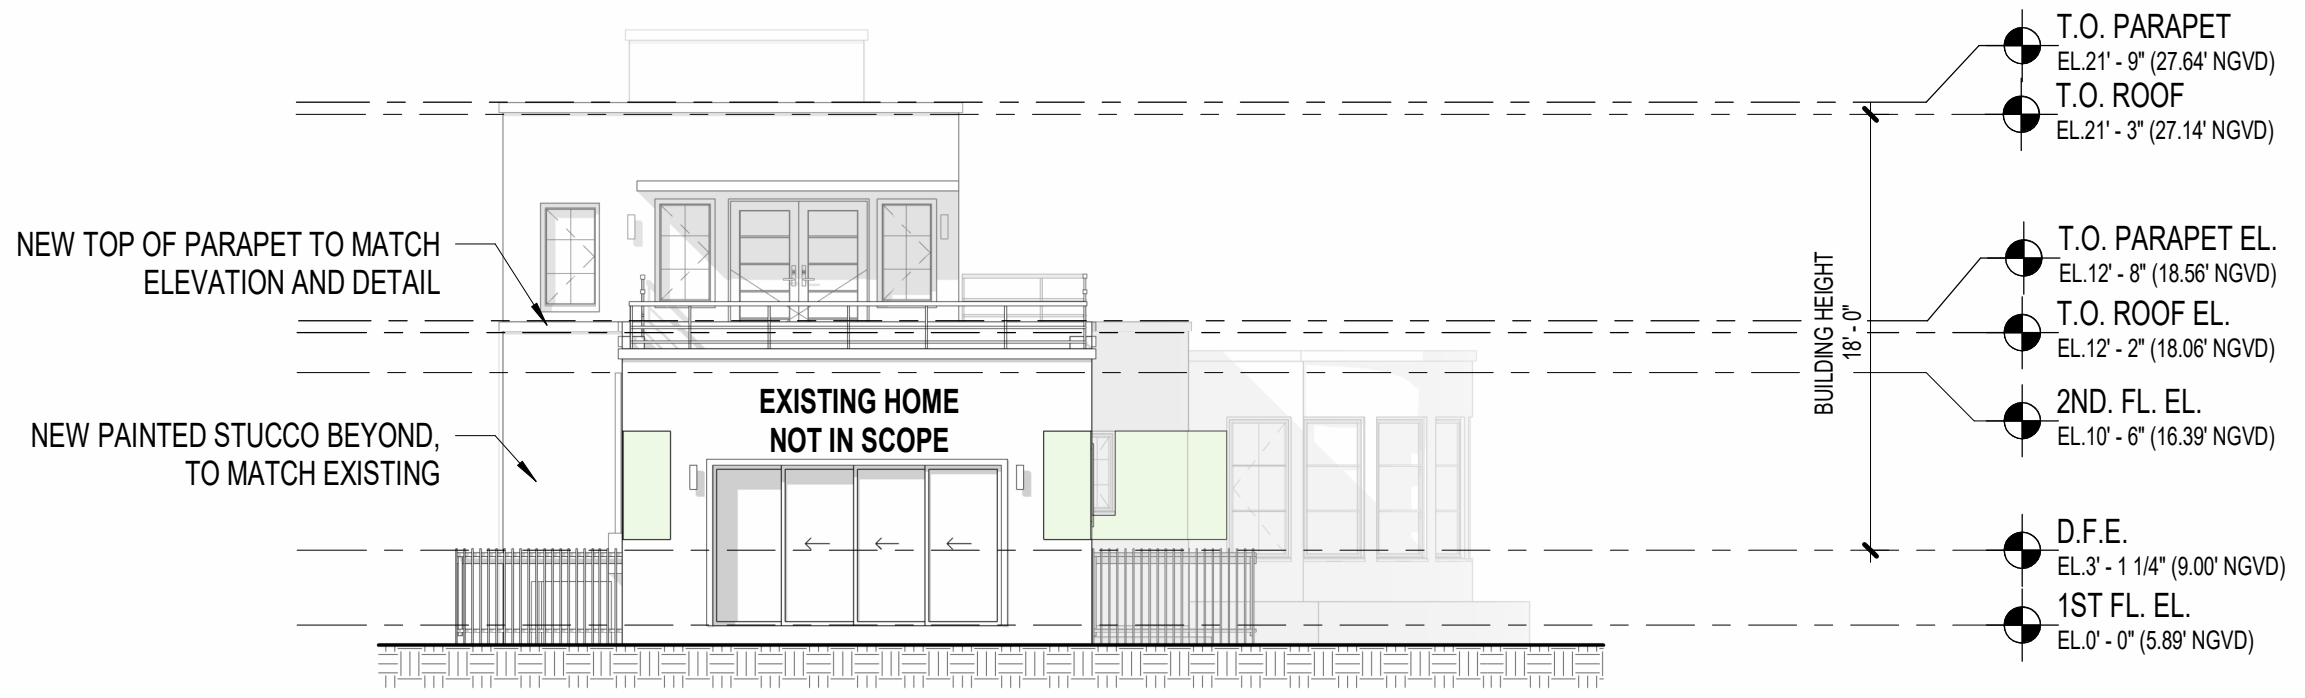 T.O. PARAPET
EL.21' - 9" (27.64' NGVD)
T.O. ROOF
EL.21' - 3" (27.14' NGVD)
NEW TOP OF PARAPET TO MATCH
ELEVATION AND DETAIL
T.O. PARAPET EL.
EL.12' - 8" (18.56' NGVD)
T.O. ROOF EL.
EL.12' - 2" (18.06' NGVD)
BUILDING HEIGHT
18' - 0"
EXISTING HOME
NOT IN SCOPE
2ND. FL. EL.
EL.10' - 6" (16.39' NGVD)
NEW PAINTED STUCCO BEYOND,
TO MATCH EXISTING
D.F.E.
EL.3' - 1 1/4" (9.00' NGVD)
1ST FL. EL.
EL.0' - 0" (5.89' NGVD)